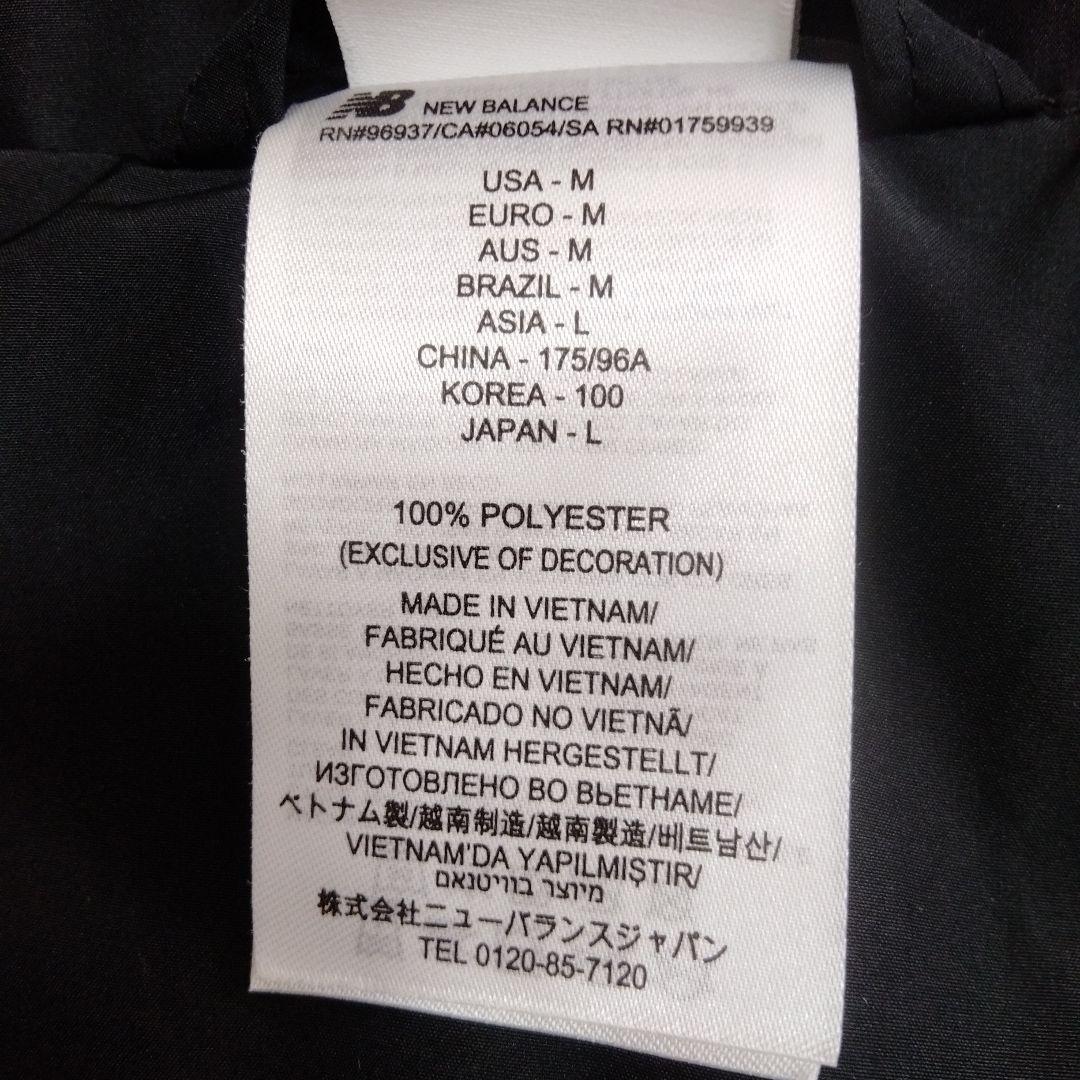 NB NEW BALANCE
RN#96937/CA#06054/SA RN#01759939
USA - M
EURO - M
AUS - M
BRAZIL - M
ASIA - L
CHINA - 175/96A
KOREA - 100
JAPAN - L
100% POLYESTER
(EXCLUSIVE OF DECORATION)
MADE IN VIETNAM/
FABRIQUÉ AU VIETNAM/
HECHO EN VIETNAM/
FABRICADO NO VIETNÃ/
IN VIETNAM HERGESTELLT/
ИЗГОТОВЛЕНО ВО ВЬЕТНАМЕ/
ベトナム製/越南制造/越南製造/베트남산/
VIETNAM'DA YAPILMIŞTIR/
מיוצר בווייטנאם
株式会社ニューバランスジャパン
TEL 0120-85-7120